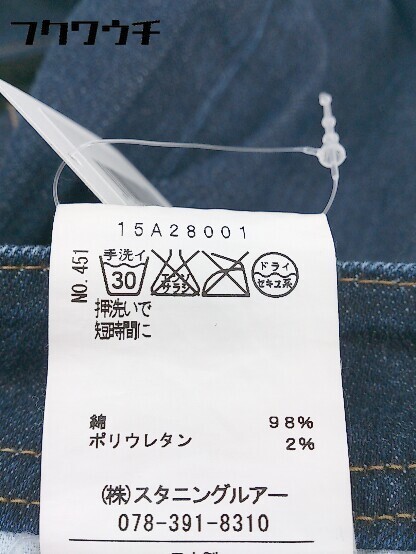 フクワウチ
15A28001
NO. 451
手洗イ
30
エンソ
サラシ
ドライ
セキユ系
押洗いで
短時間に
綿 98%
ポリウレタン 2%
(株)スタニングルアー
078-391-8310